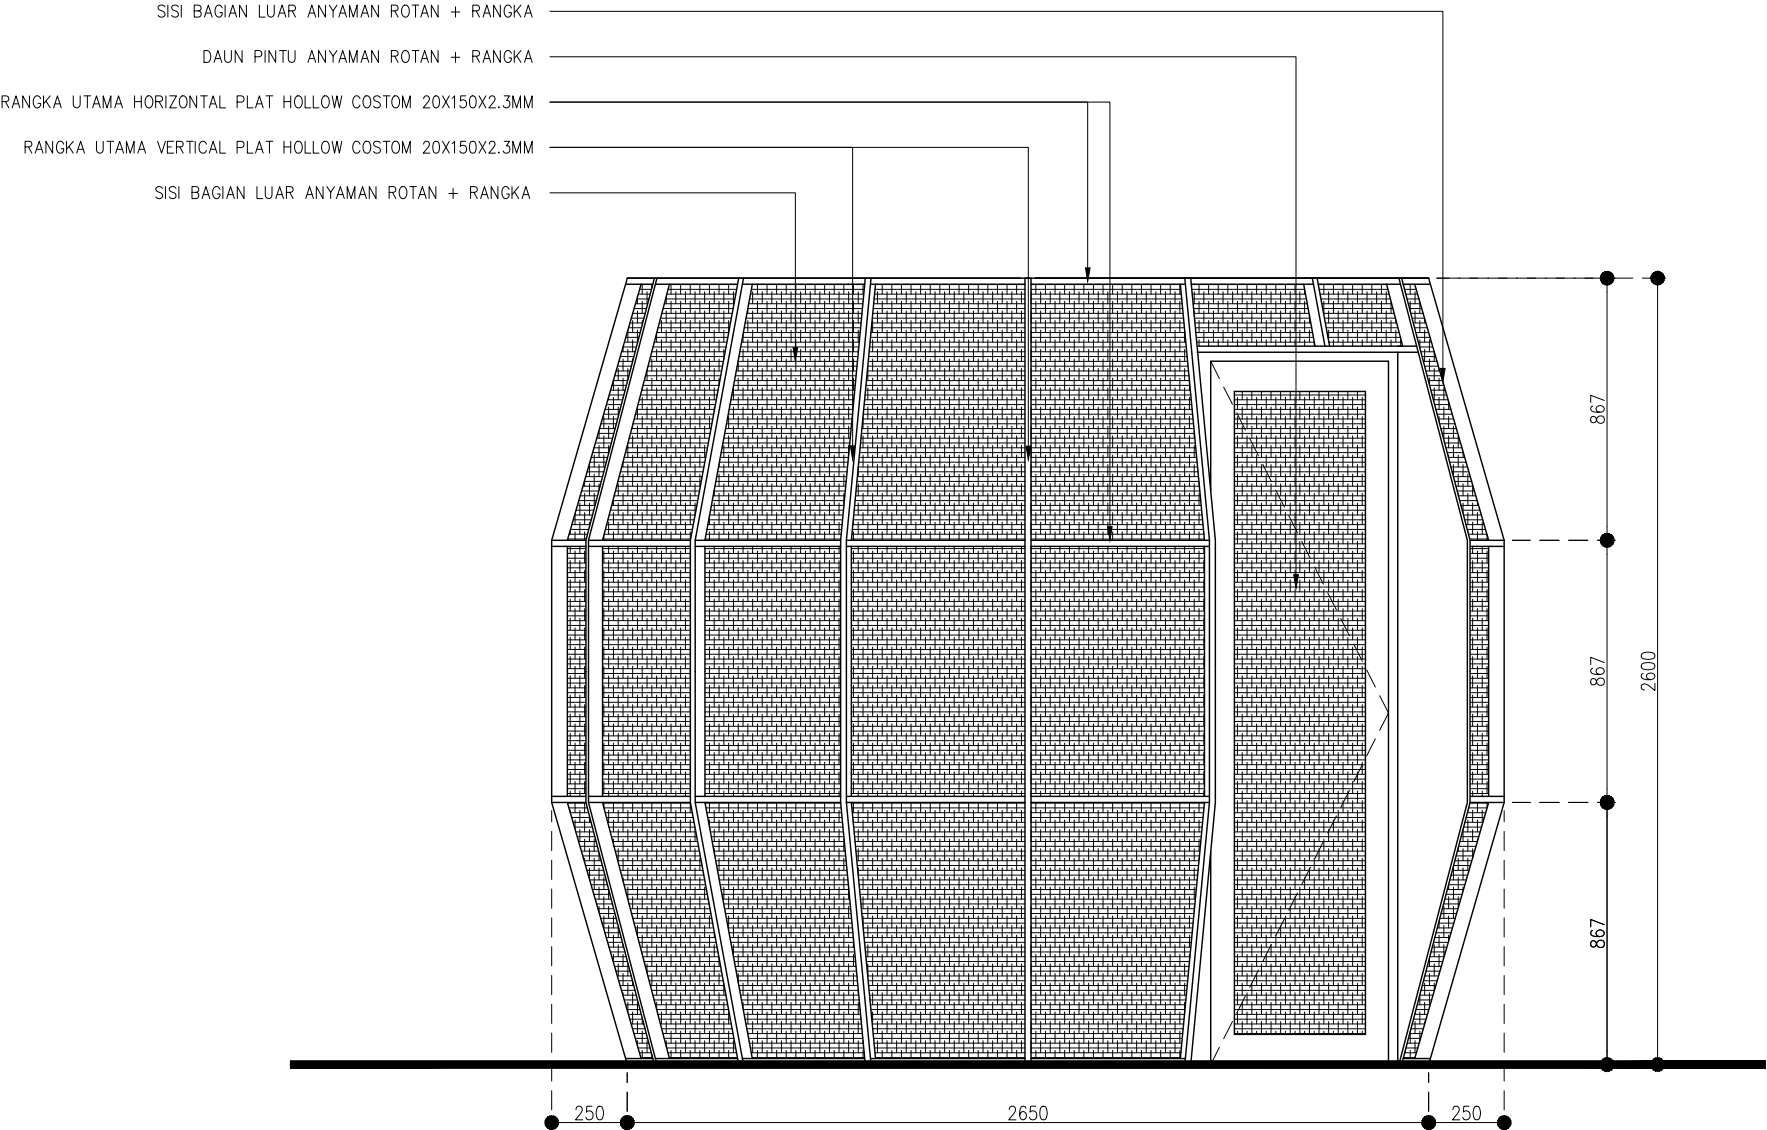 SISI BAGIAN LUAR ANYAMAN ROTAN + RANGKA
DAUN PINTU ANYAMAN ROTAN + RANGKA
RANGKA UTAMA HORIZONTAL PLAT HOLLOW COSTOM 20X150X2.3MM
RANGKA UTAMA VERTICAL PLAT HOLLOW COSTOM 20X150X2.3MM
SISI BAGIAN LUAR ANYAMAN ROTAN + RANGKA
867
867
2600
867
250
2650
250